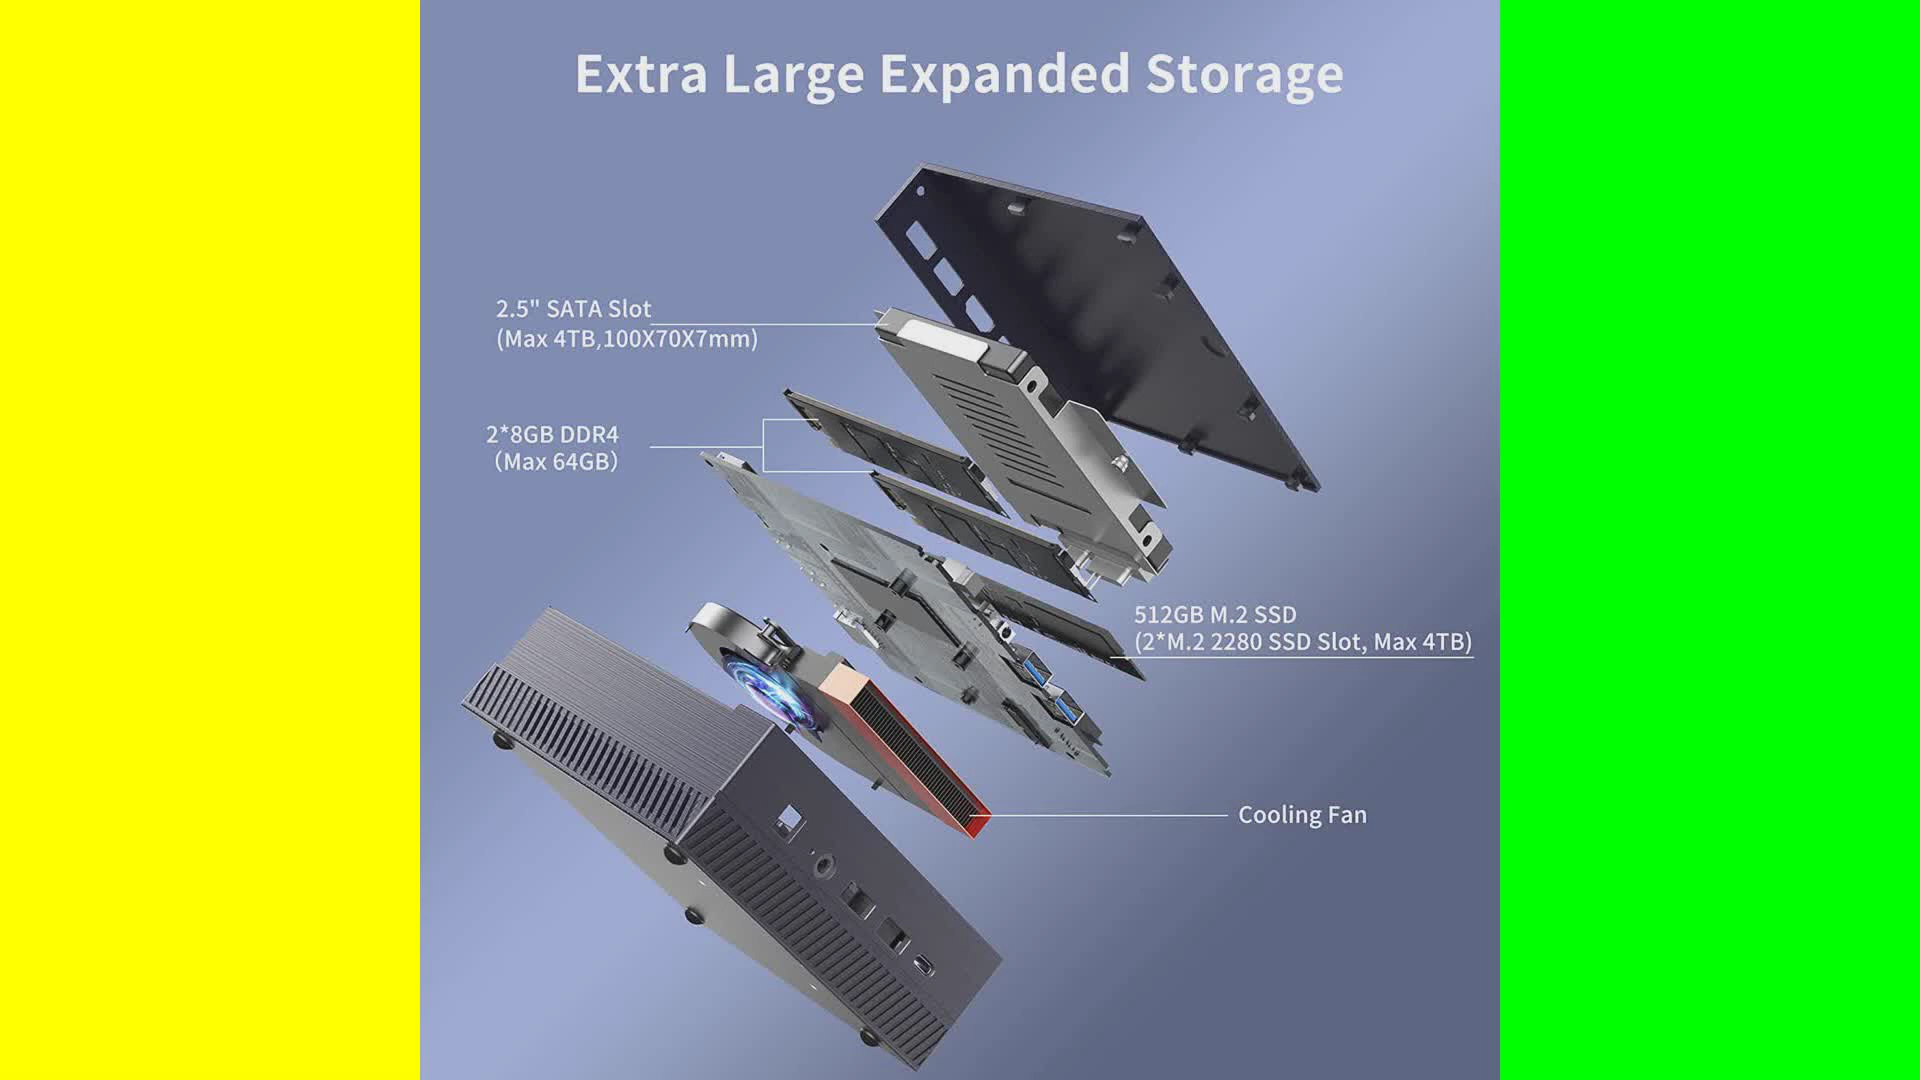 Extra Large Expanded Storage
2.5" SATA Slot
(Max 4TB,100X70X7mm)
2*8GB DDR4
（Max 64GB）
512GB M.2 SSD
(2*M.2 2280 SSD Slot, Max 4TB)
Cooling Fan